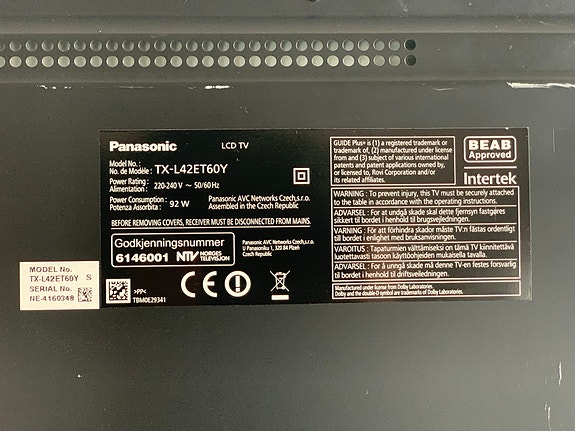 Panasonic LCD TV
Model No.:
No. de Modèle: TX-L42ET60Y
Power Rating:
Alimentation: 220-240 V ~ 50/60Hz
Power Consumption:
Potenza Assorbita: 92 W
Panasonic AVC Networks Czech,s.r.o.
Assembled in the Czech Republic
BEFORE REMOVING COVERS, RECEIVER MUST BE DISCONNECTED FROM MAINS.
Godkjenningsnummer
6146001 NTV NORGES
TELEVISJON
Panasonic AVC Networks Czech,s.r.o.
U Panasoniku 1, 320 84 Plzen
Czech Republic
>PP<
TBM0E29341
CE
GUIDE Plus+ is (1) a registered trademark or
trademark of, (2) manufactured under license
from and (3) subject of various international
patents and patent applications owned by,
or licensed to, Rovi Corporation and/or
its related affiliates.
BEAB
Approved
Intertek
WARNING : To prevent injury, this TV must be securely attached
to the table in accordance with the operating instructions.
ADVARSEL : For at undgå skade skal dette fjernsyn fastgøres
sikkert til bordet i henhold til brugsvejledningen.
WARNING : För att förhindra skador måste TV:n fästas ordentligt
till bordet i enlighet med bruksanvisningen.
VAROITUS : Tapaturmien välttämiseksi on tämä TV kiinnitettävä
luotettavasti tasoon käyttöohjeiden mukaisella tavalla.
ADVARSEL : For å unngå skade må denne TV-en festes forsvarlig
til bordet i henhold til driftsveiledningen.
Manufactured under license from Dolby Laboratories.
Dolby and the double-D symbol are trademarks of Dolby Laboratories.
MODEL No.
TX-L42ET60Y S
SERIAL No.
NE-4160348